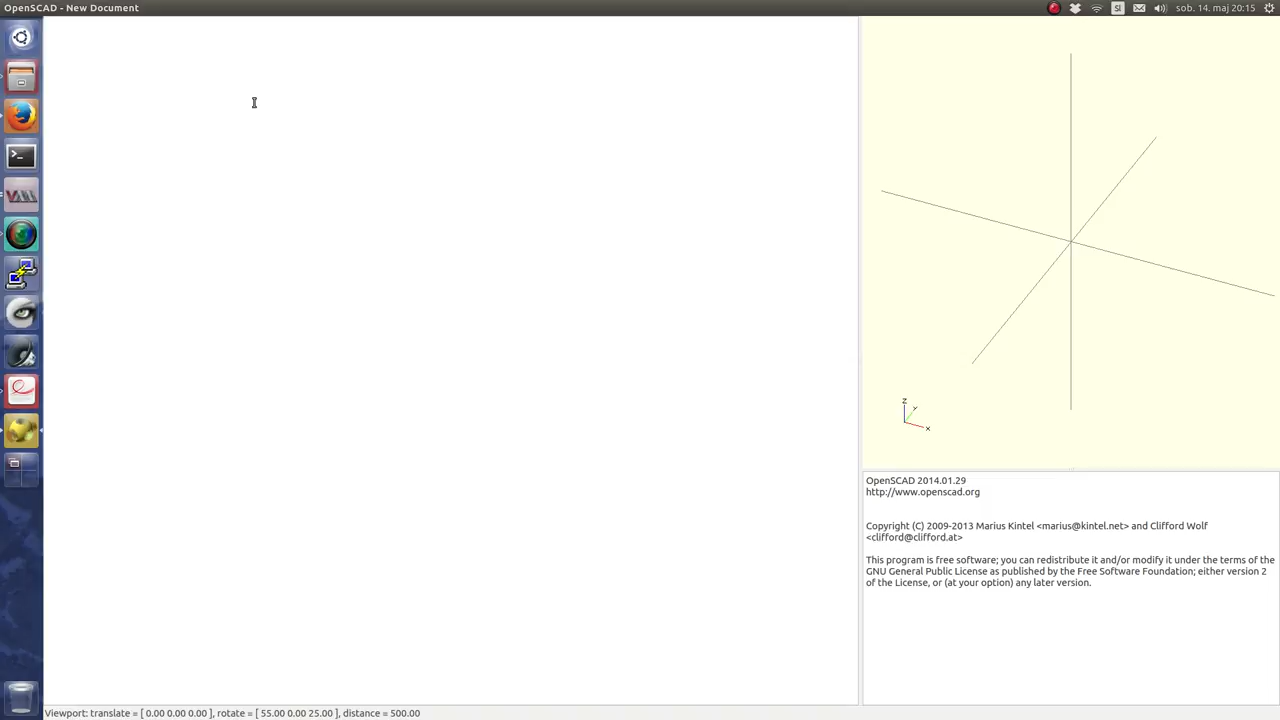 OpenSCAD - New Document
Sl
sob. 14. maj 20:15
Z
Y
X
OpenSCAD 2014.01.29
http://www.openscad.org
Copyright (C) 2009-2013 Marius Kintel <marius@kintel.net> and Clifford Wolf
<clifford@clifford.at>
This program is free software; you can redistribute it and/or modify it under the terms of the
GNU General Public License as published by the Free Software Foundation; either version 2
of the License, or (at your option) any later version.
Viewport: translate = [ 0.00 0.00 0.00 ], rotate = [ 55.00 0.00 25.00 ], distance = 500.00